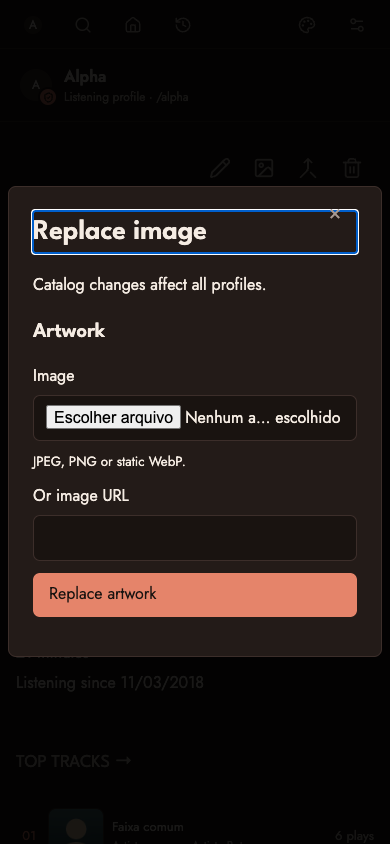 A
A
Alpha
Listening profile · /alpha
×
Replace image
Catalog changes affect all profiles.
Artwork
Image
Escolher arquivo Nenhum a... escolhido
JPEG, PNG or static WebP.
Or image URL
Replace artwork
Listening since 11/03/2018
TOP TRACKS →
01
Faixa comum
6 plays